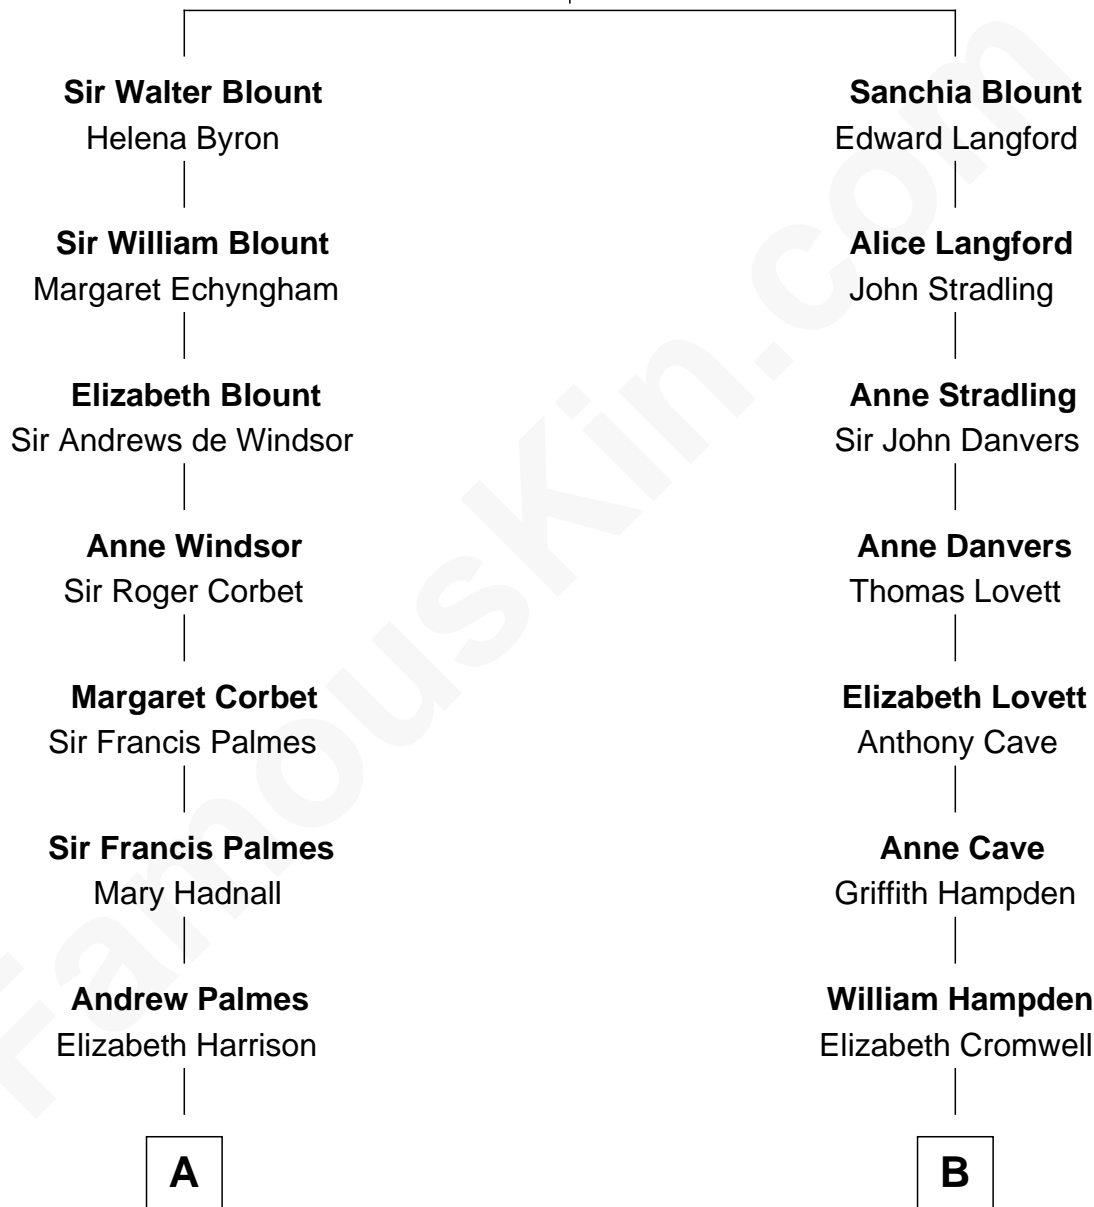 Sir Walter Blount
Helena Byron
Sir William Blount
Margaret Echyngham
Elizabeth Blount
Sir Andrews de Windsor
Anne Windsor
Sir Roger Corbet
Margaret Corbet
Sir Francis Palmes
Sir Francis Palmes
Mary Hadnall
Andrew Palmes
Elizabeth Harrison
A
Sanchia Blount
Edward Langford
Alice Langford
John Stradling
Anne Stradling
Sir John Danvers
Anne Danvers
Thomas Lovett
Elizabeth Lovett
Anthony Cave
Anne Cave
Griffith Hampden
William Hampden
Elizabeth Cromwell
B
FamousKin.com